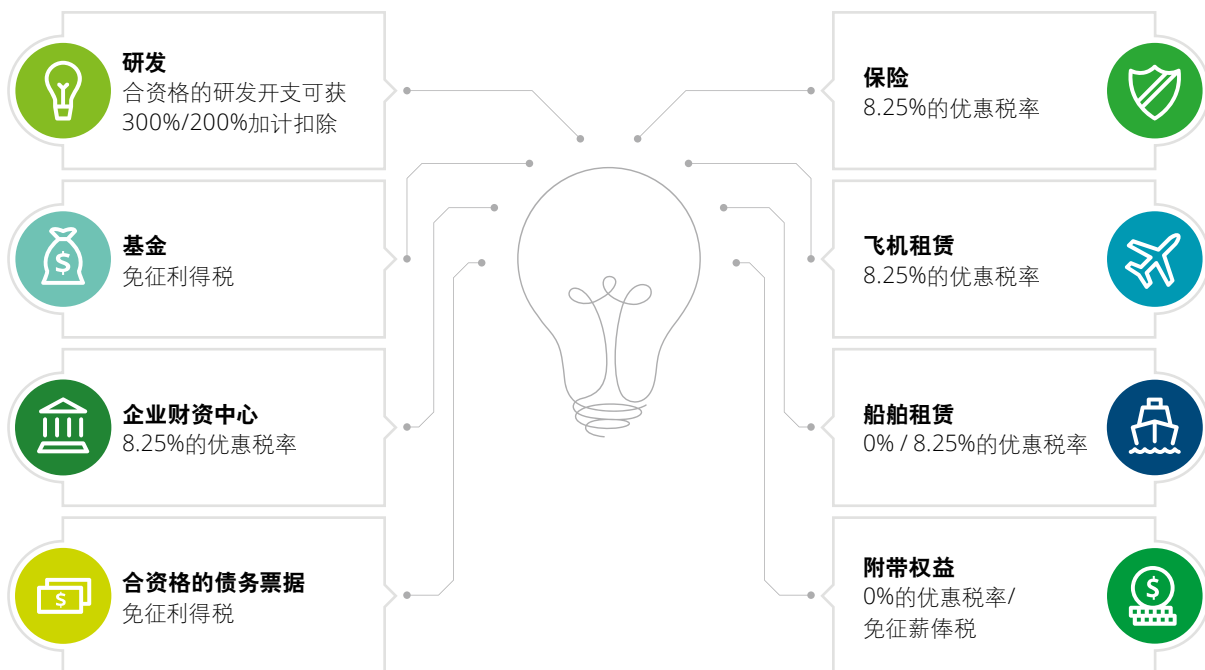 研发
合资格的研发开支可获
300%/200%加计扣除
基金
免征利得税
$
企业财资中心
8.25%的优惠税率
合资格的债务票据
免征利得税
$
保险
8.25%的优惠税率
飞机租赁
8.25%的优惠税率
船舶租赁
0% / 8.25%的优惠税率
附带权益
0%的优惠税率/
免征薪俸税
$